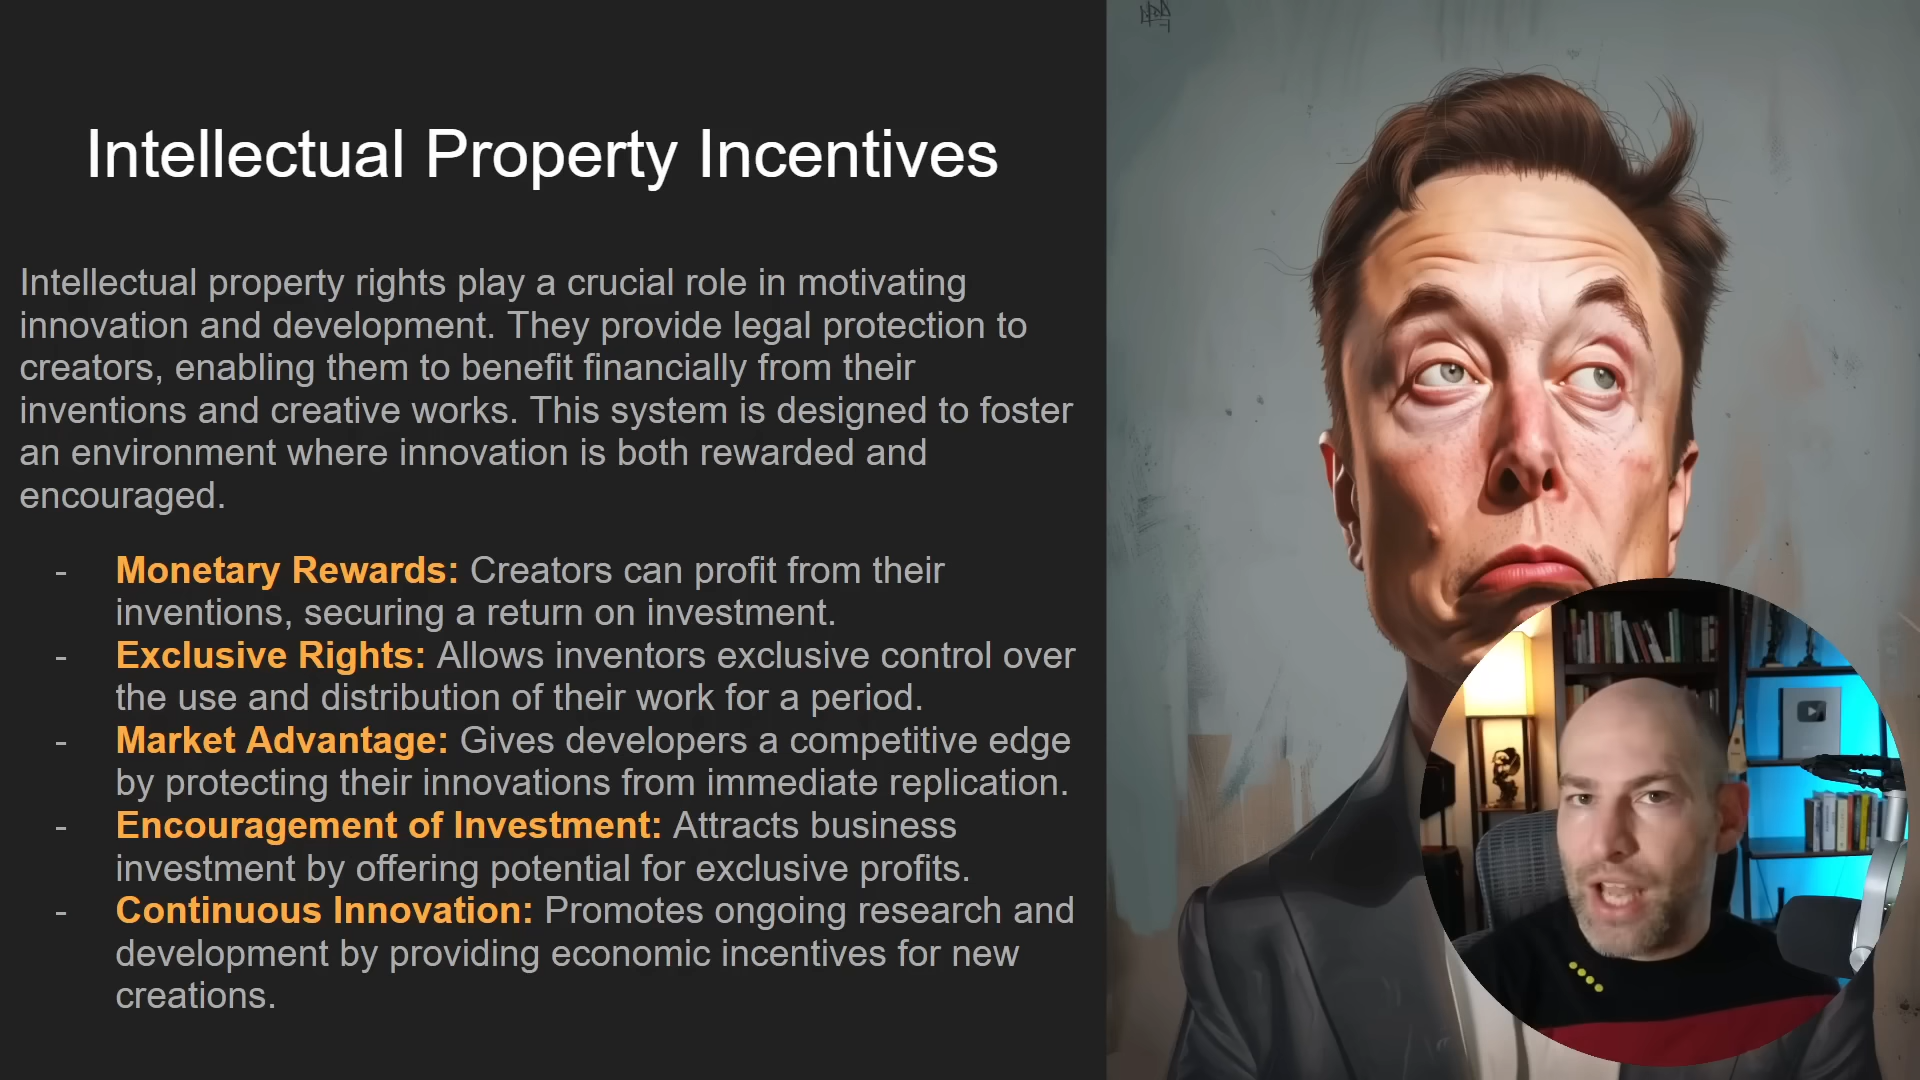 Intellectual Property Incentives
Intellectual property rights play a crucial role in motivating
innovation and development. They provide legal protection to
creators, enabling them to benefit financially from their
inventions and creative works. This system is designed to foster
an environment where innovation is both rewarded and
encouraged.
- Monetary Rewards: Creators can profit from their
inventions, securing a return on investment.
- Exclusive Rights: Allows inventors exclusive control over
the use and distribution of their work for a period.
- Market Advantage: Gives developers a competitive edge
by protecting their innovations from immediate replication.
- Encouragement of Investment: Attracts business
investment by offering potential for exclusive profits.
- Continuous Innovation: Promotes ongoing research and
development by providing economic incentives for new
creations.